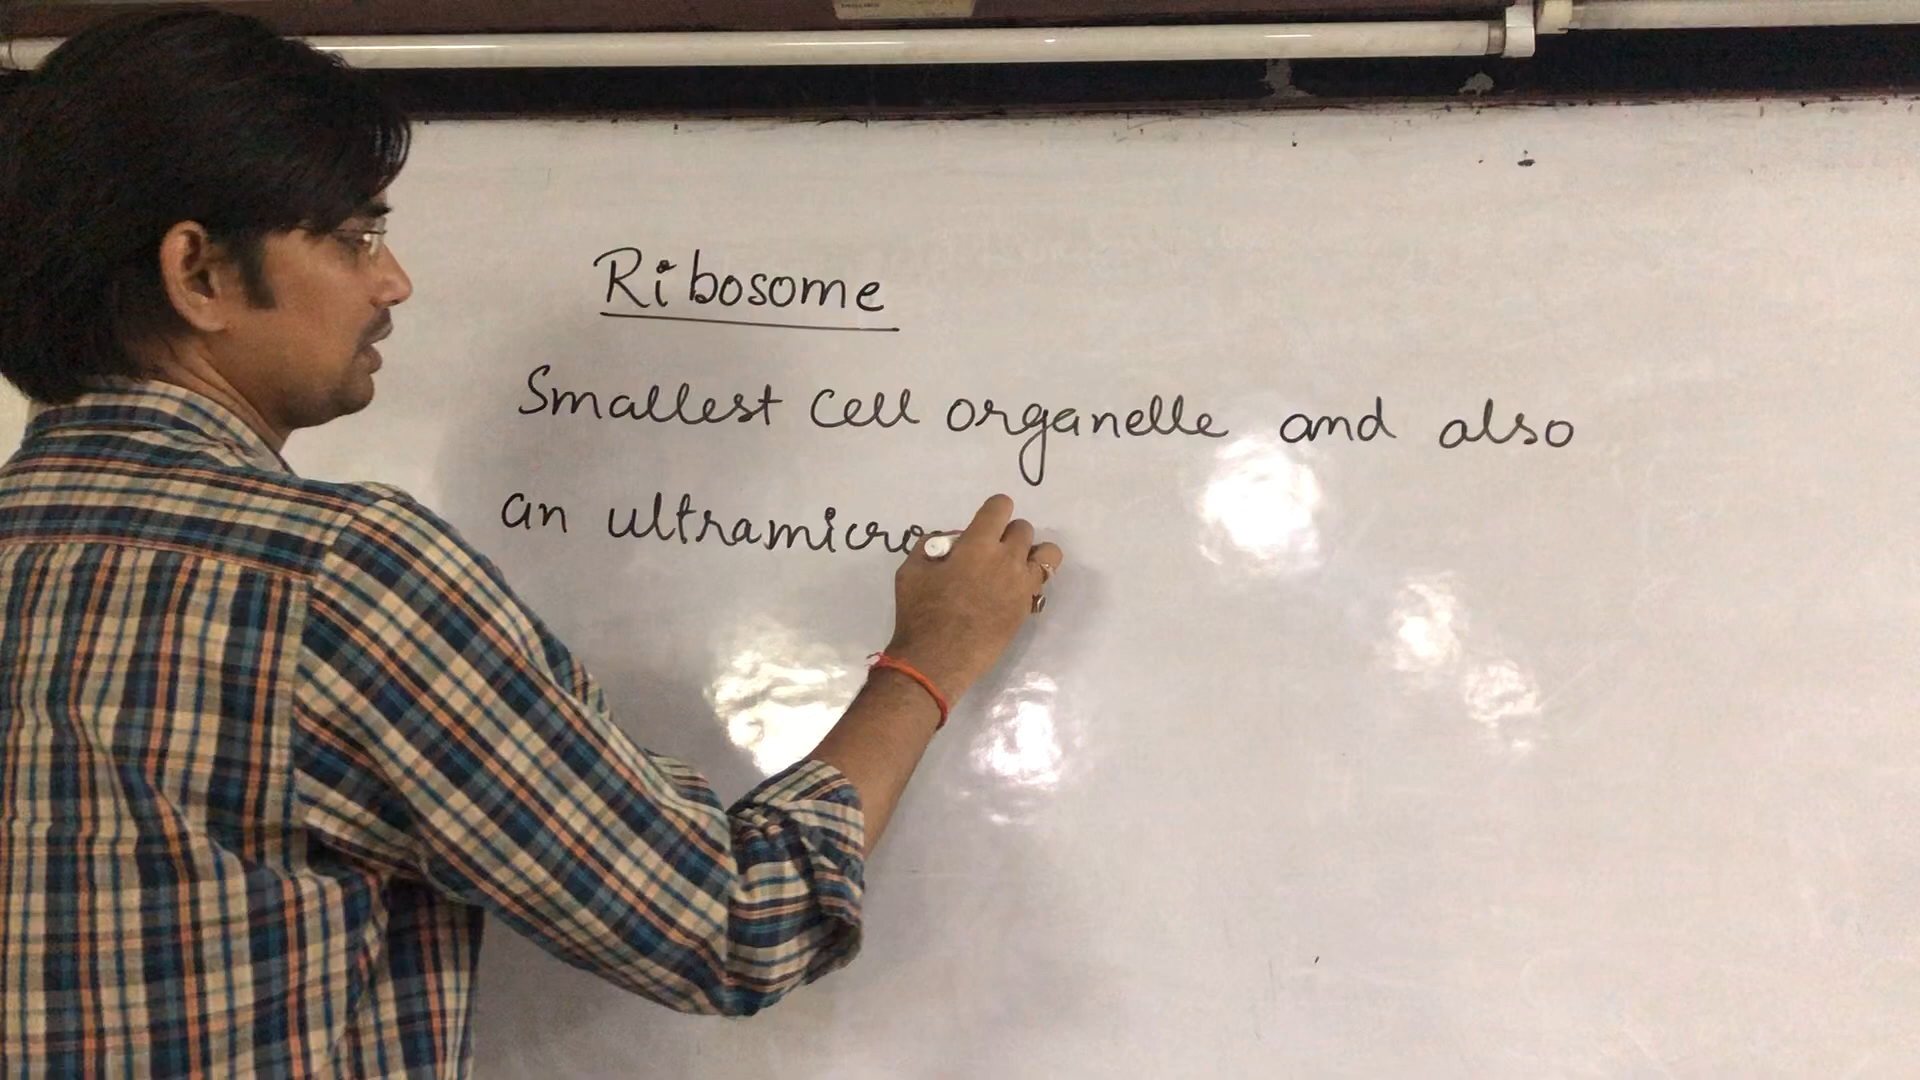 Ribosome
Smallest cell organelle and also
an ultramicro